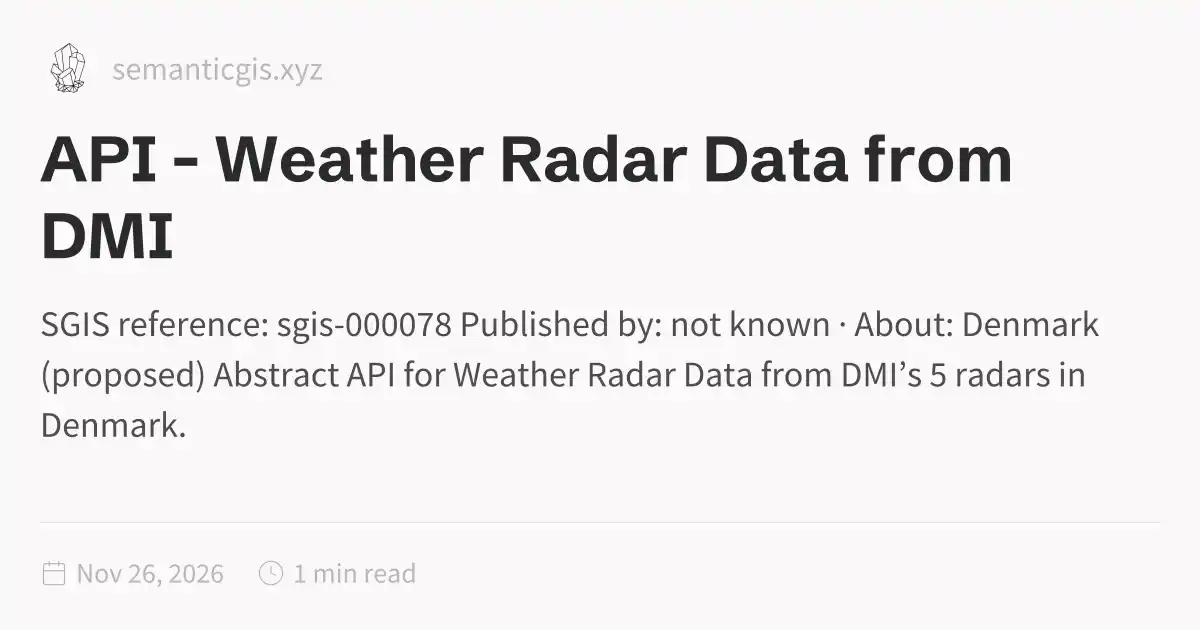 semanticgis.xyz
API - Weather Radar Data from
DMI
SGIS reference: sgis-000078 Published by: not known · About: Denmark
(proposed) Abstract API for Weather Radar Data from DMI’s 5 radars in
Denmark.
Nov 26, 2026 1 min read